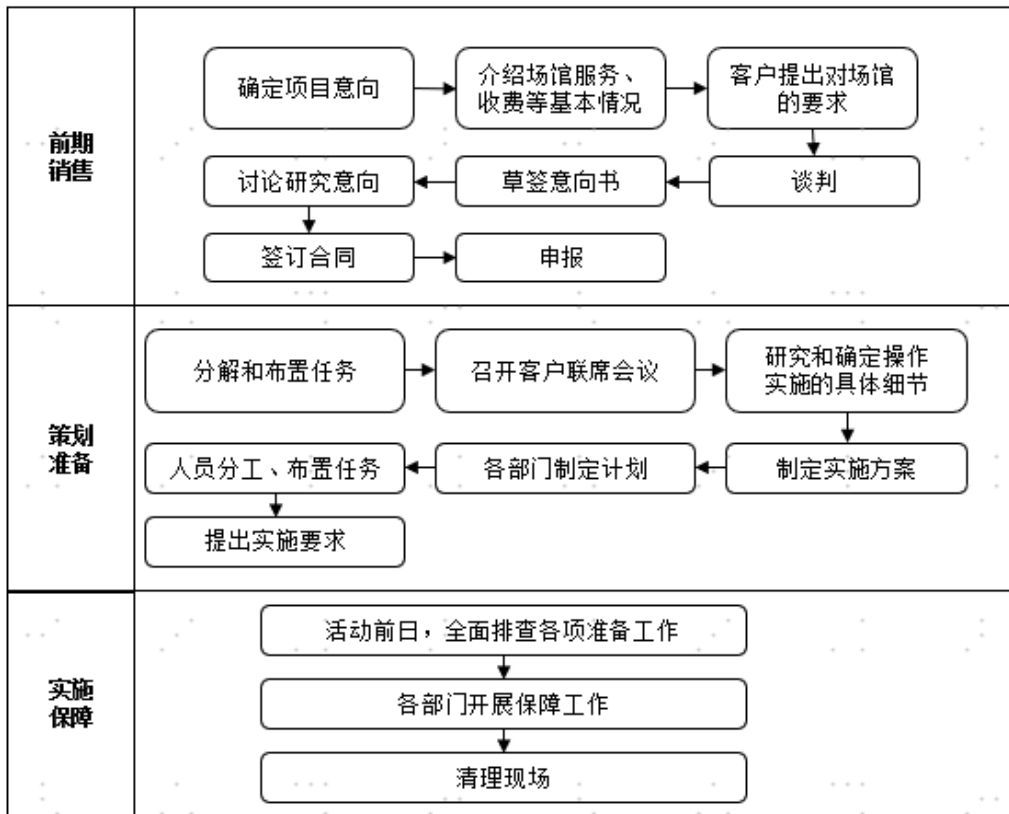 前期
销售
确定项目意向
介绍场馆服务、
收费等基本情况
客户提出对场馆
的要求
谈判
草签意向书
讨论研究意向
签订合同
申报
策划
准备
分解和布置任务
召开客户联席会议
研究和确定操作
实施的具体细节
制定实施方案
各部门制定计划
人员分工、布置任务
提出实施要求
实施
保障
活动前日，全面排查各项准备工作
各部门开展保障工作
清理现场